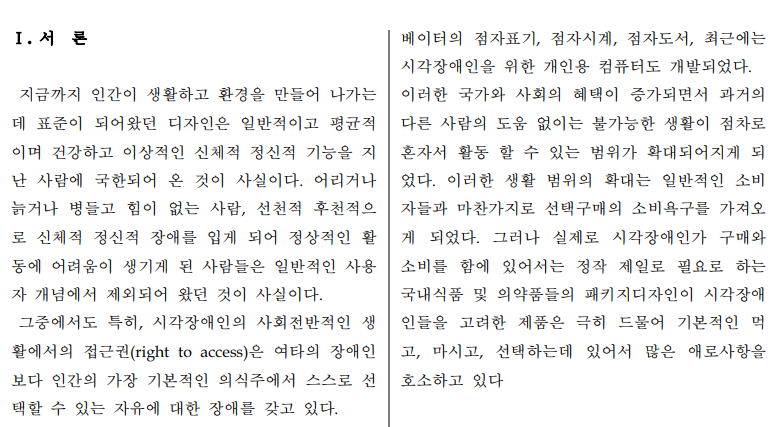 I. 서 론
지금까지 인간이 생활하고 환경을 만들어 나가는
데 표준이 되어왔던 디자인은 일반적이고 평균적
이며 건강하고 이상적인 신체적 정신적 기능을 지
난 사람에 국한되어 온 것이 사실이다. 어리거나
늙거나 병들고 힘이 없는 사람, 선천적 후천적으
로 신체적 정신적 장애를 입게 되어 정상적인 활
동에 어려움이 생기게 된 사람들은 일반적인 사용
자 개념에서 제외되어 왔던 것이 사실이다.
그중에서도 특히, 시각장애인의 사회전반적인 생
활에서의 접근권(right to access)은 여타의 장애인
보다 인간의 가장 기본적인 의식주에서 스스로 선
택할 수 있는 자유에 대한 장애를 갖고 있다.
베이터의 점자표기, 점자시계, 점자도서, 최근에는
시각장애인을 위한 개인용 컴퓨터도 개발되었다.
이러한 국가와 사회의 혜택이 증가되면서 과거의
다른 사람의 도움 없이는 불가능한 생활이 점차로
혼자서 활동 할 수 있는 범위가 확대되어지게 되
었다. 이러한 생활 범위의 확대는 일반적인 소비
자들과 마찬가지로 선택구매의 소비욕구를 가져오
게 되었다. 그러나 실제로 시각장애인가 구매와
소비를 함에 있어서는 정작 제일로 필요로 하는
국내식품 및 의약품들의 패키지디자인이 시각장애
인들을 고려한 제품은 극히 드물어 기본적인 먹
고, 마시고, 선택하는데 있어서 많은 애로사항을
호소하고 있다